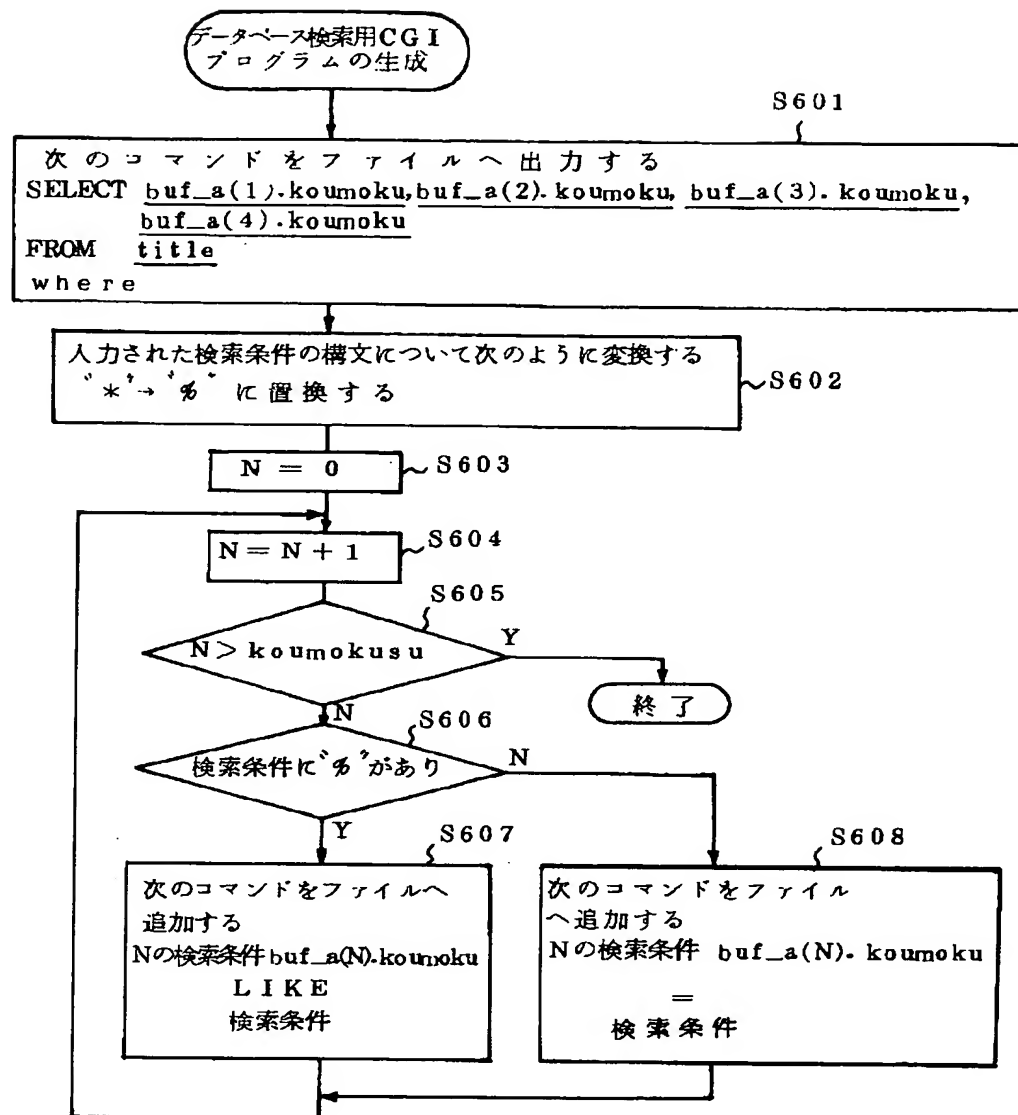 データベース検索用CGI
プログラムの生成
S601
次のコマンドをファイルへ出力する
SELECT buf_a(1).koumoku,buf_a(2).koumoku, buf_a(3).koumoku,
buf_a(4).koumoku
FROM title
where
入力された検索条件の構文について次のように変換する
"*"→"%" に置換する
S602
N = 0
S603
N=N+1
S604
S605
N>koumokusu
Y
終了
N
S606
検索条件に"%"があり
N
Y
S607
次のコマンドをファイルへ
追加する
Nの検索条件buf_a(N).koumoku
LIKE
検索条件
S608
次のコマンドをファイル
へ追加する
Nの検索条件 buf_a(N).koumoku
=
検索条件